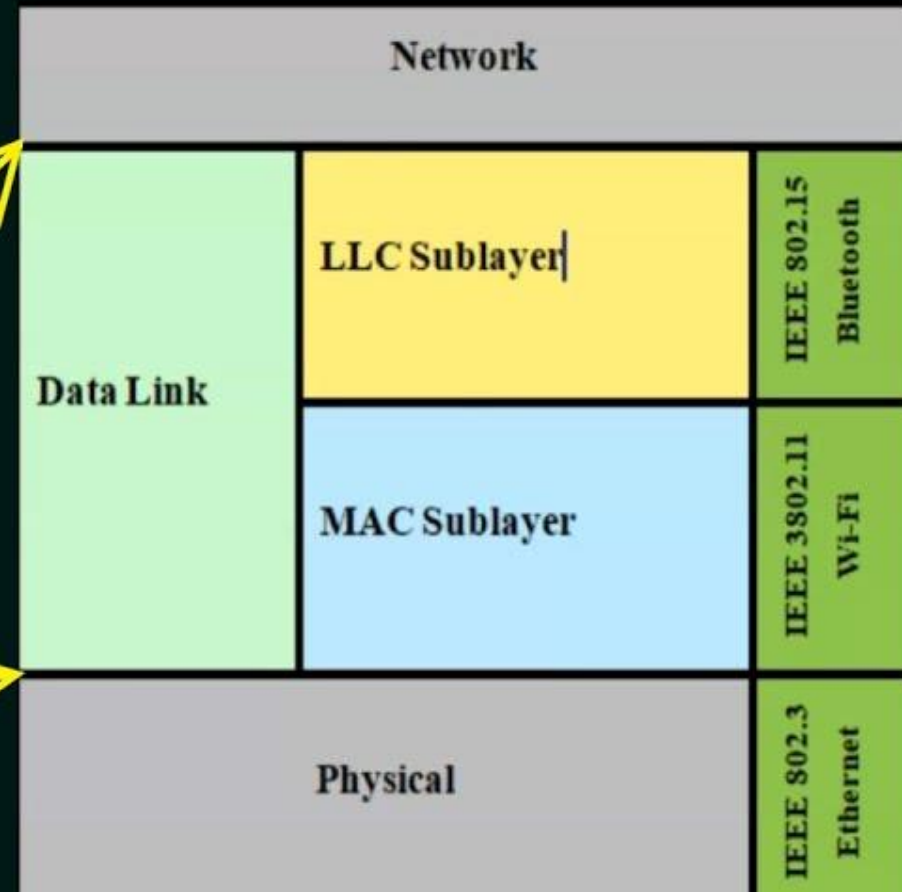 Network
LLC Sublayer
IEEE 802.15
Bluetooth
Data Link
MAC Sublayer
IEEE 3802.11
Wi-Fi
Physical
IEEE 802.3
Ethernet